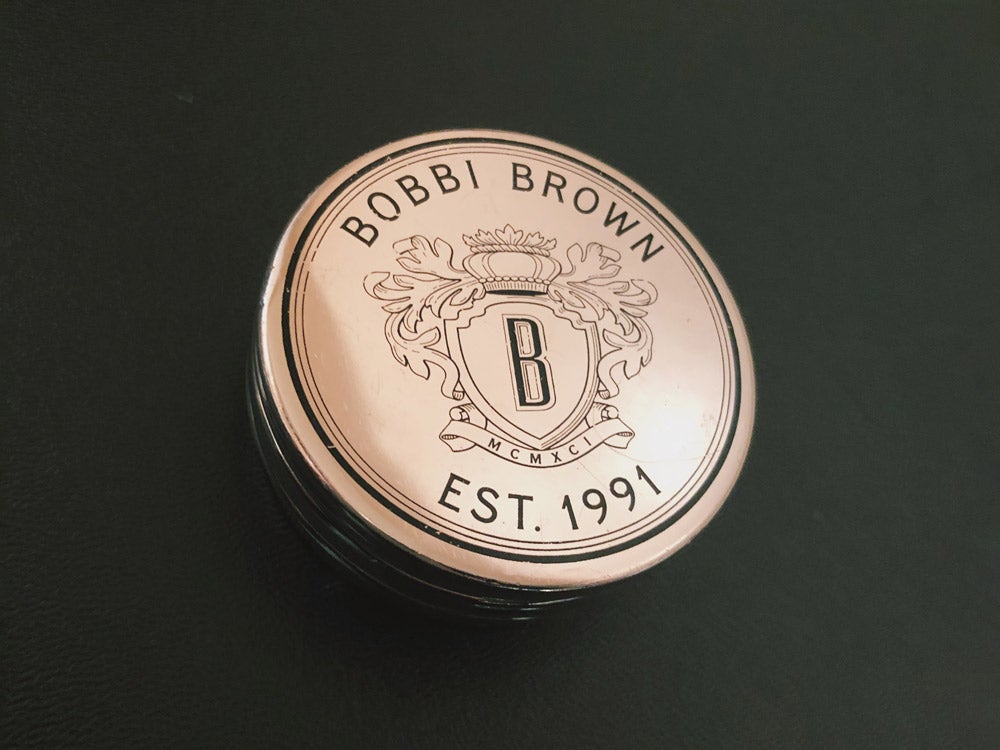 BOBBI BROWN
B
MCMXCI
EST. 1991